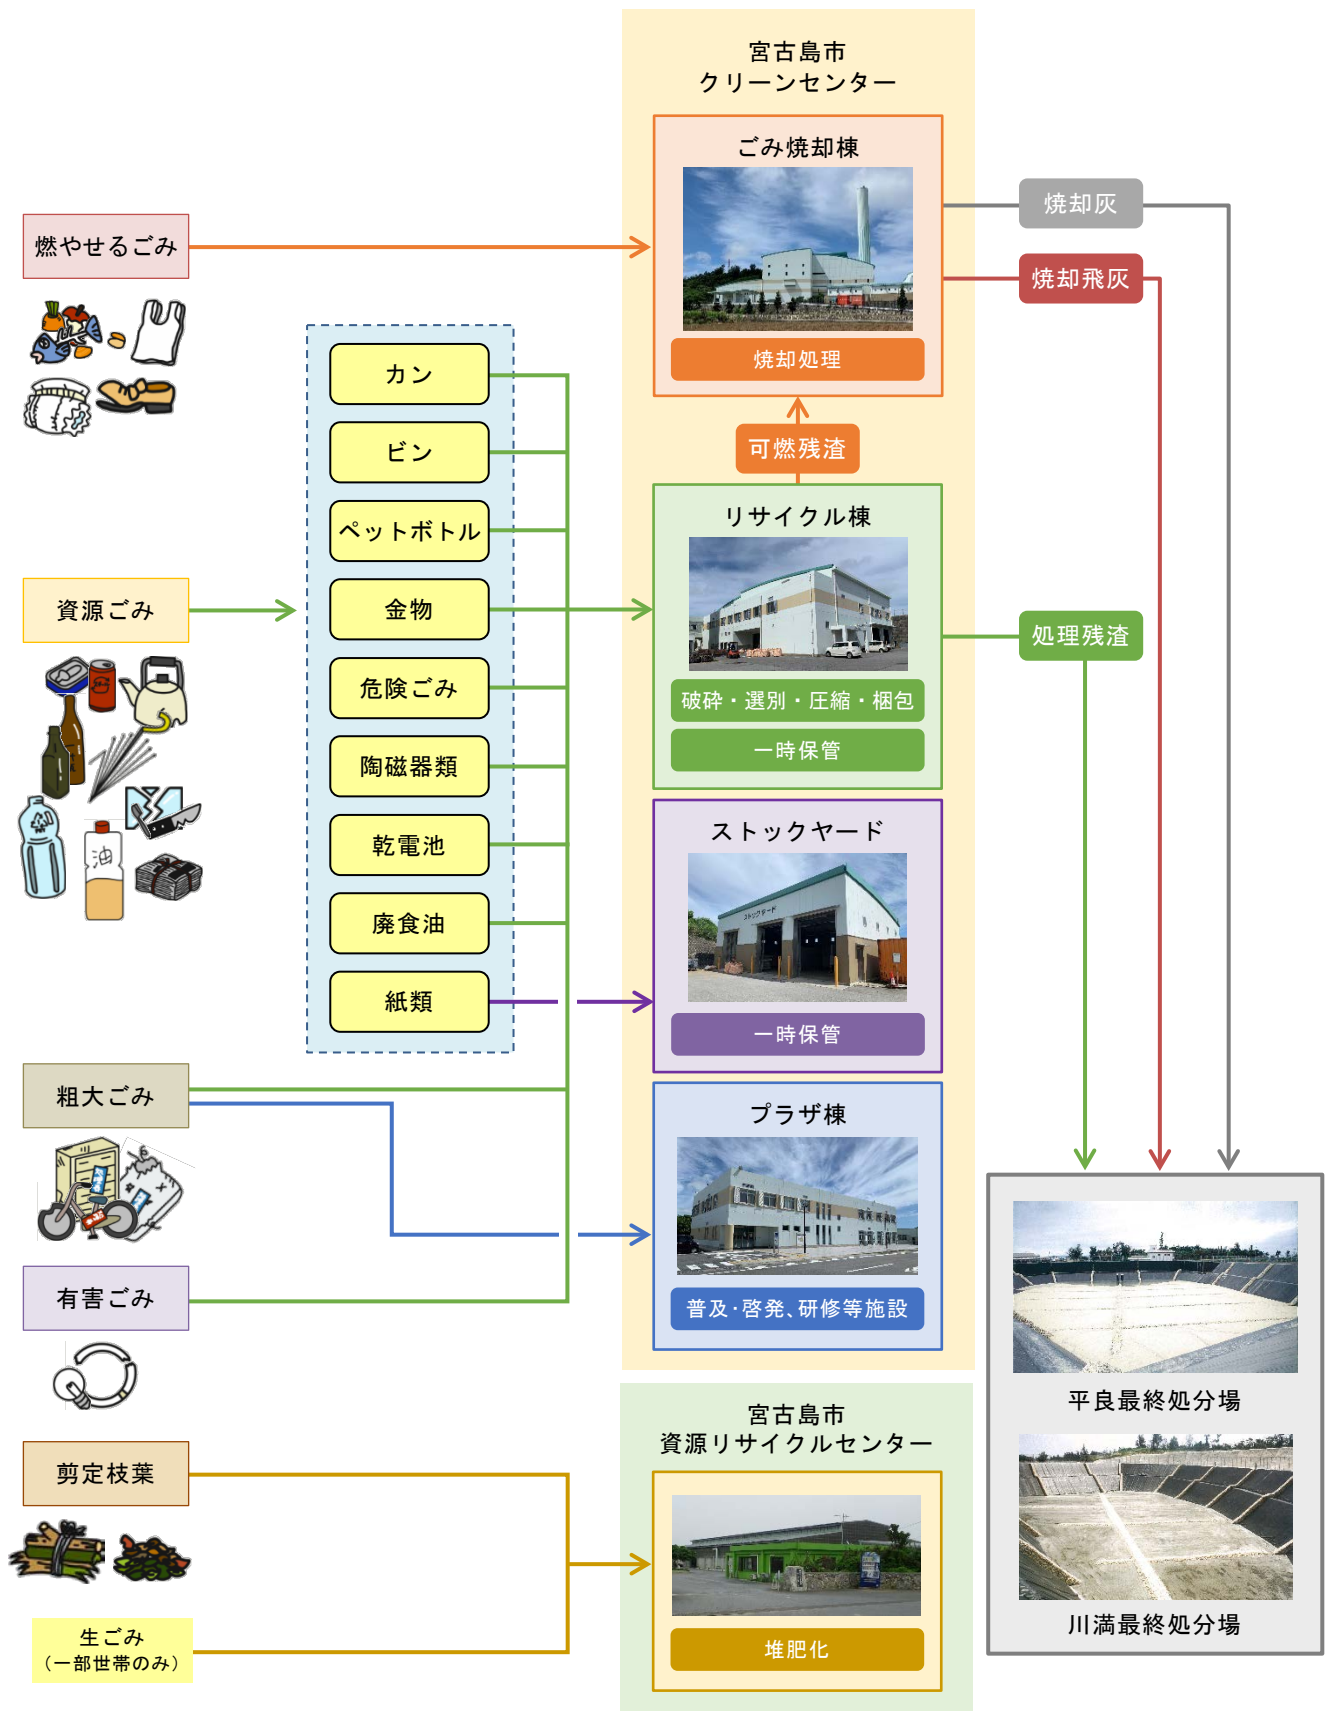 宮古島市
クリーンセンター
ごみ焼却棟
焼却処理
焼却灰
焼却飛灰
燃やせるごみ
可燃残渣
リサイクル棟
破砕・選別・圧縮・梱包
一時保管
処理残渣
資源ごみ
カン
ビン
ペットボトル
金物
危険ごみ
陶磁器類
乾電池
廃食油
紙類
油
ストックヤード
ストックヤード
一時保管
粗大ごみ
プラザ棟
普及・啓発、研修等施設
有害ごみ
平良最終処分場
川満最終処分場
宮古島市
資源リサイクルセンター
堆肥化
剪定枝葉
生ごみ
（一部世帯のみ）